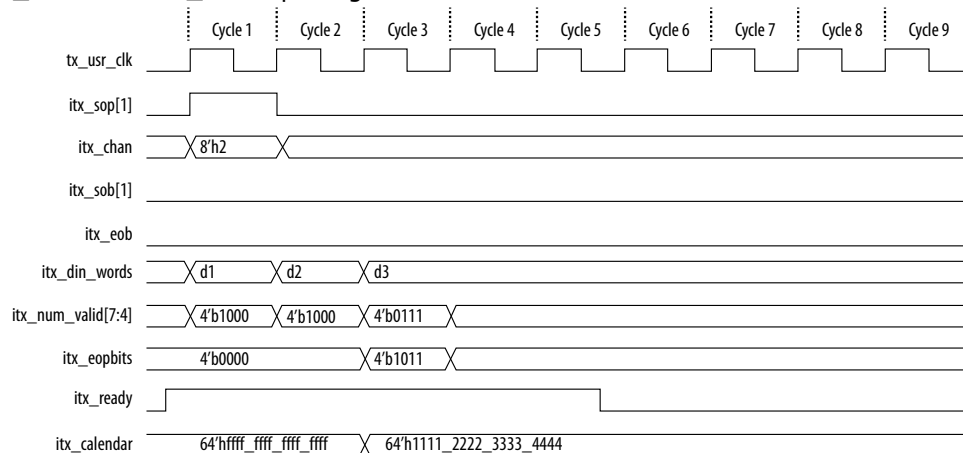 Cycle 1 Cycle 2 Cycle 3 Cycle 4 Cycle 5 Cycle 6 Cycle 7 Cycle 8 Cycle 9
tx_usr_clk
itx_sop[1]
itx_chan 8'h2
itx_sob[1]
itx_eob
itx_din_words d1 d2 d3
itx_num_valid[7:4] 4'b1000 4'b1000 4'b0111
itx_eopbits 4'b0000 4'b1011
itx_ready
itx_calendar 64'hffff_ffff_ffff_ffff 64'h1111_2222_3333_4444